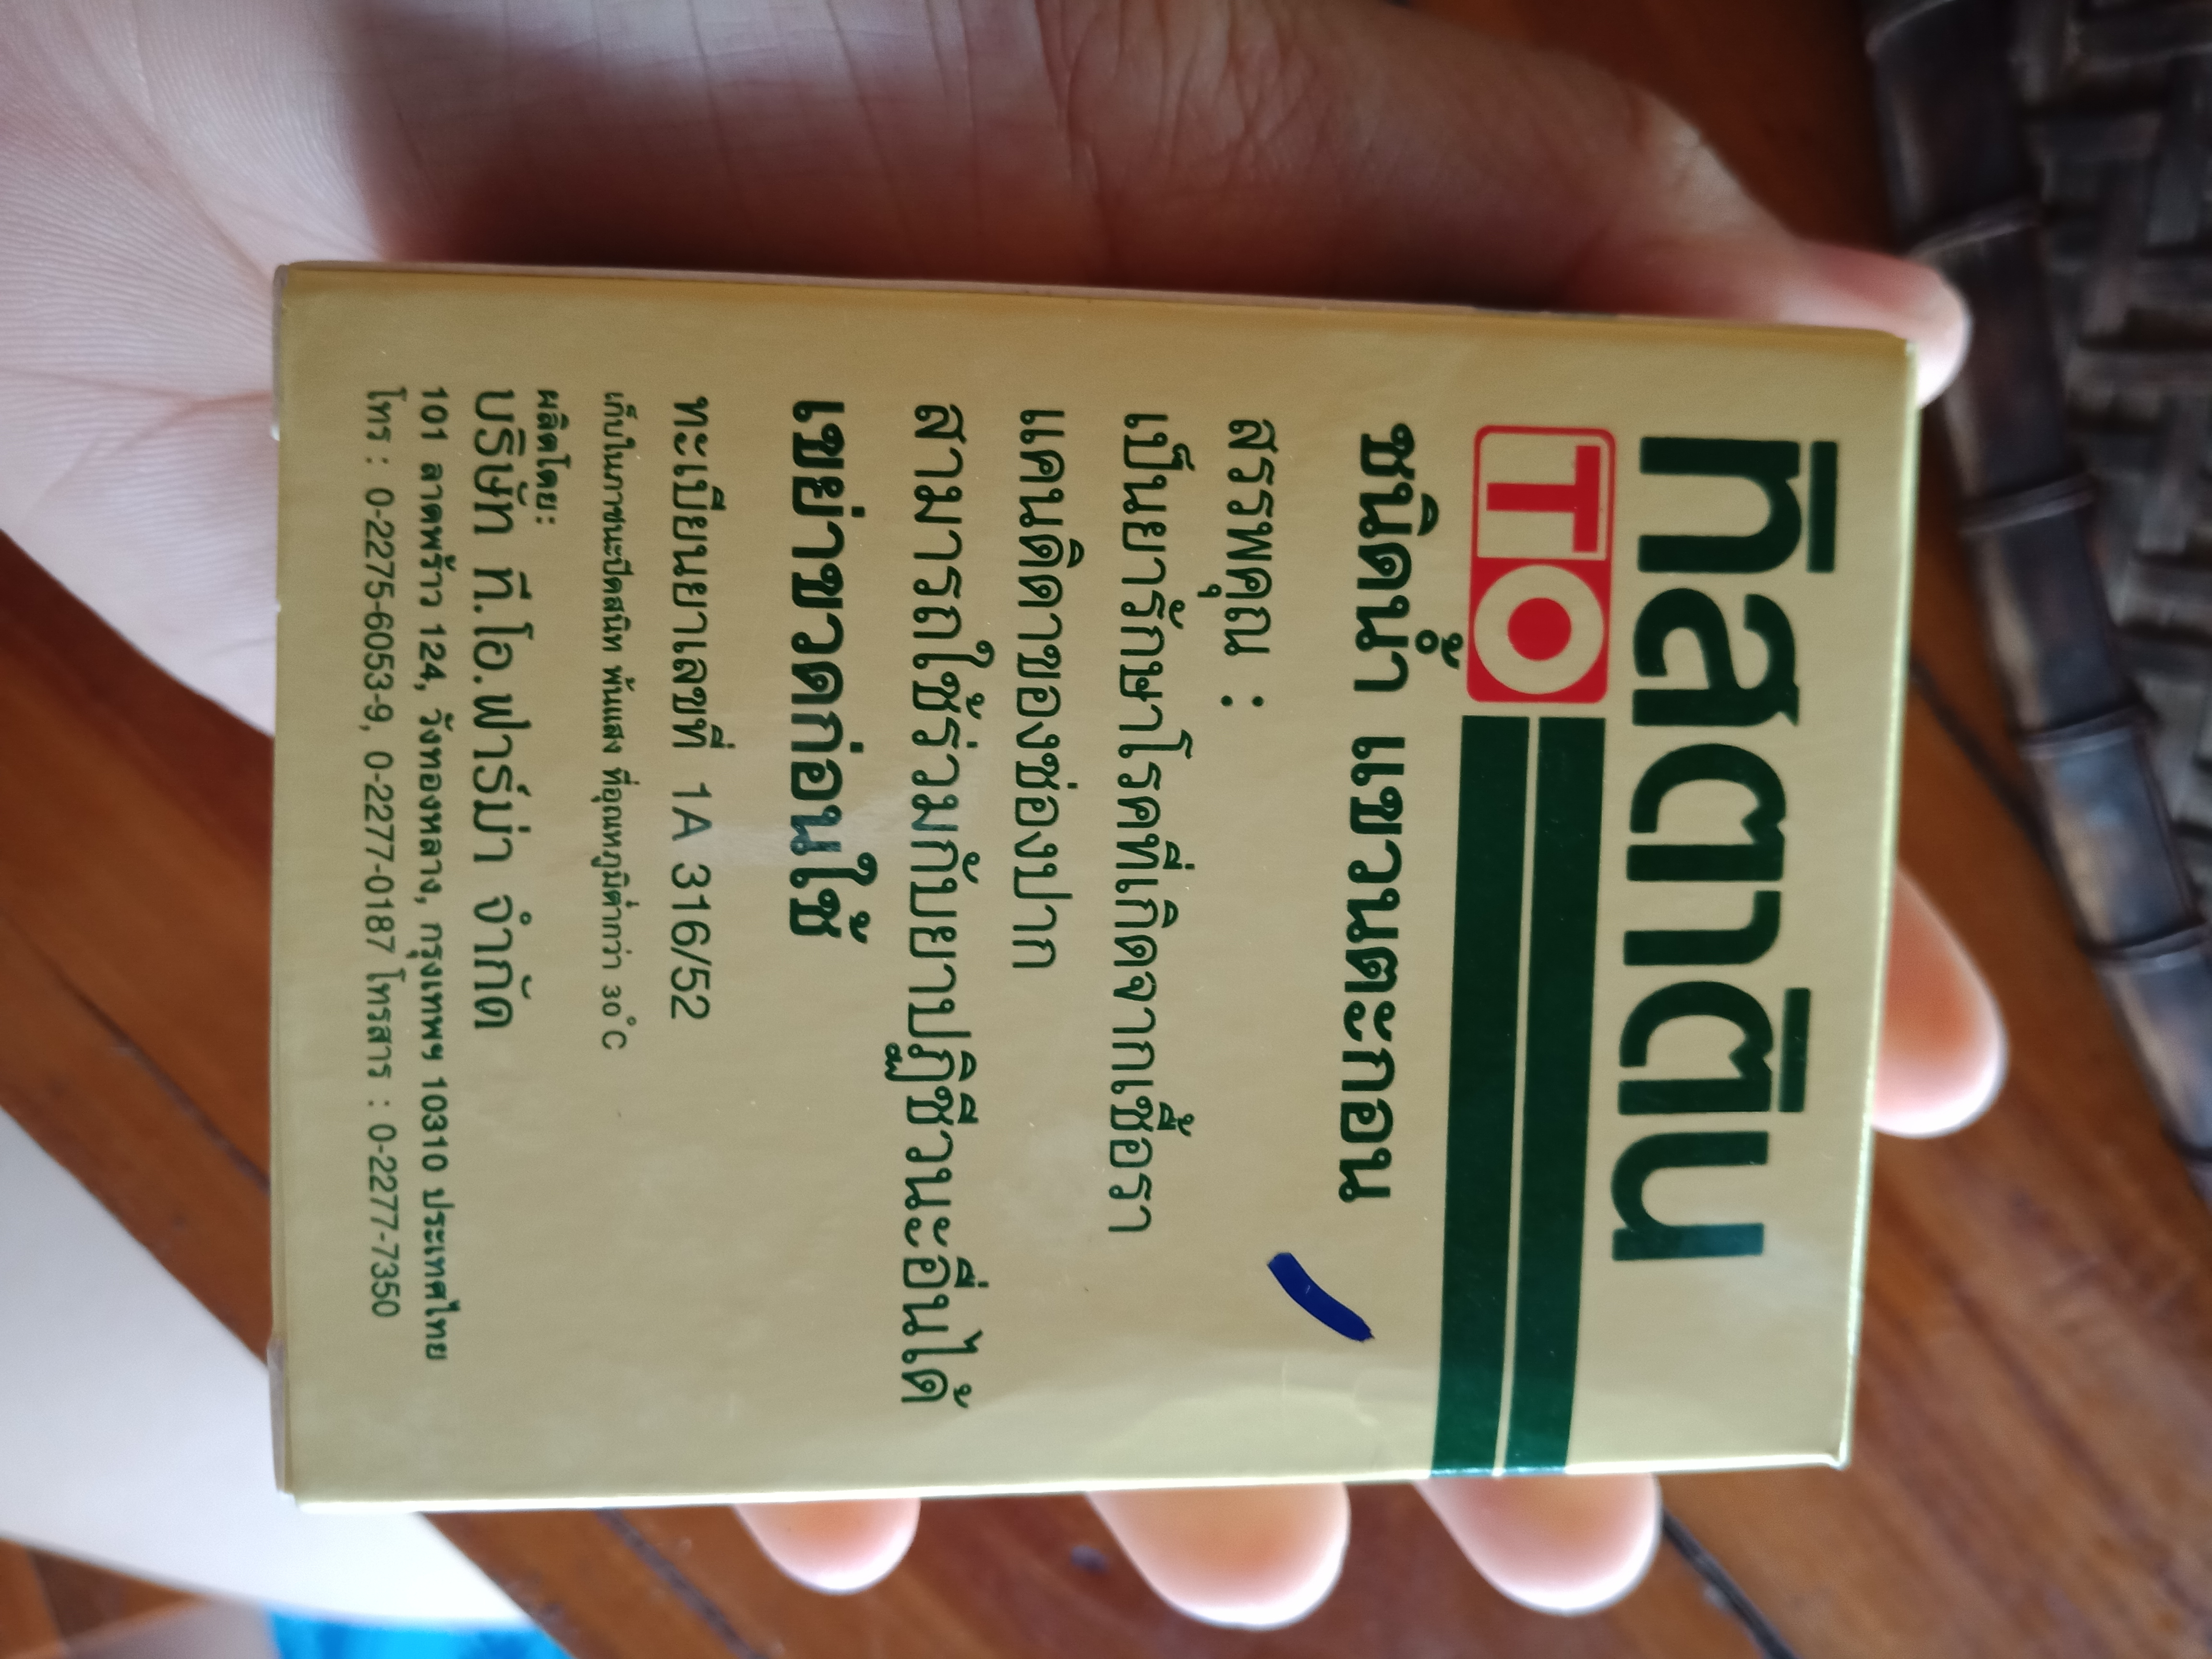 ทิสตาติน
TO
ชนิดน้ำ แขวนตะกอน
สรรพคุณ :
เป็นยารักษาโรคที่เกิดจากเชื้อรา
แคนดิดาของช่องปาก
สามารถใช้ร่วมกับยาปฏิชีวนะอื่นได้
เขย่าขวดก่อนใช้
ทะเบียนยาเลขที่ 1A 316/52
เก็บในภาชนะปิดสนิท พ้นแสง ที่อุณหภูมิต่ำกว่า 30°C
ผลิตโดย:
บริษัท ที.โอ.ฟาร์ม่า จำกัด
101 ลาดพร้าว 124, วังทองหลาง, กรุงเทพฯ 10310 ประเทศไทย
โทร : 0-2275-6053-9, 0-2277-0187 โทรสาร : 0-2277-7350